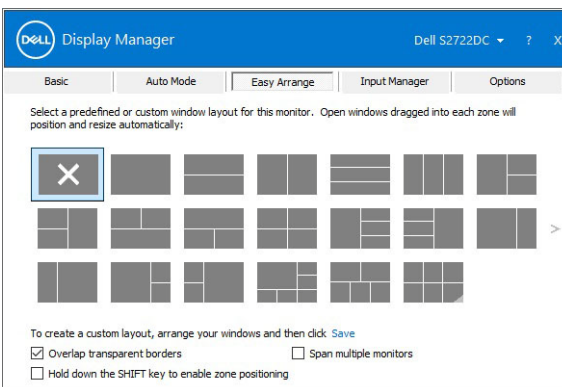 DELL Display Manager Dell S2722DC ? X
Basic Auto Mode Easy Arrange Input Manager Options
Select a predefined or custom window layout for this monitor. Open windows dragged into each zone will
position and resize automatically:
>
To create a custom layout, arrange your windows and then click Save
Overlap transparent borders Span multiple monitors
Hold down the SHIFT key to enable zone positioning